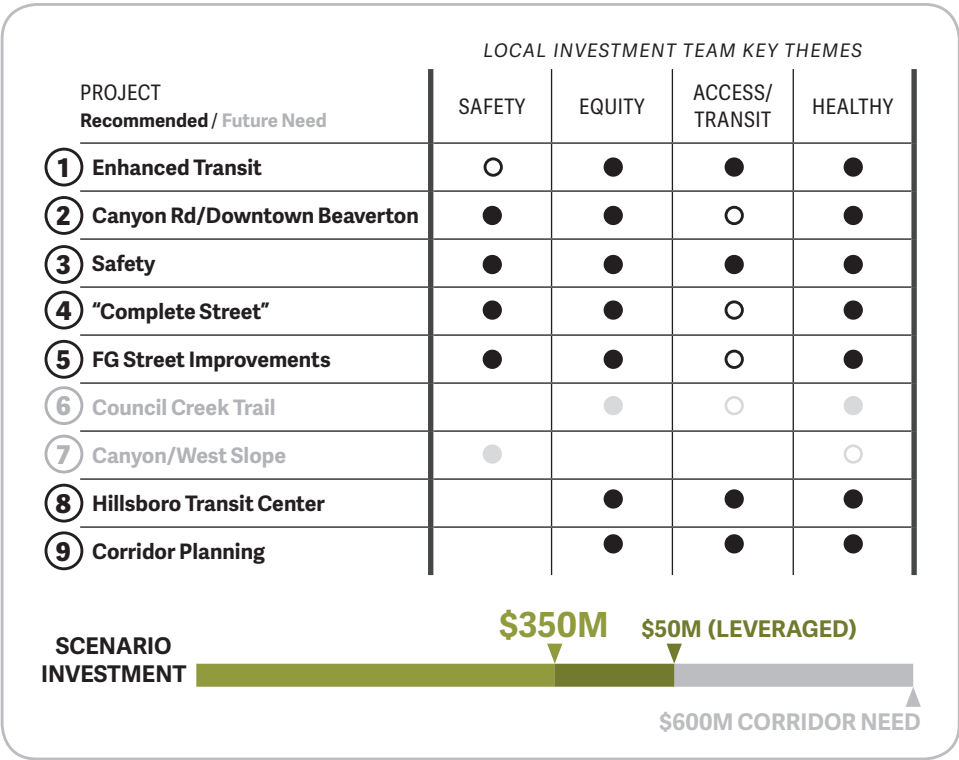 LOCAL INVESTMENT TEAM KEY THEMES
PROJECT
Recommended / Future Need
SAFETY
EQUITY
ACCESS/
TRANSIT
HEALTHY
1 Enhanced Transit
2 Canyon Rd/Downtown Beaverton
3 Safety
4 “Complete Street”
5 FG Street Improvements
6 Council Creek Trail
7 Canyon/West Slope
8 Hillsboro Transit Center
9 Corridor Planning
SCENARIO
INVESTMENT
$350M
$50M (LEVERAGED)
$600M CORRIDOR NEED